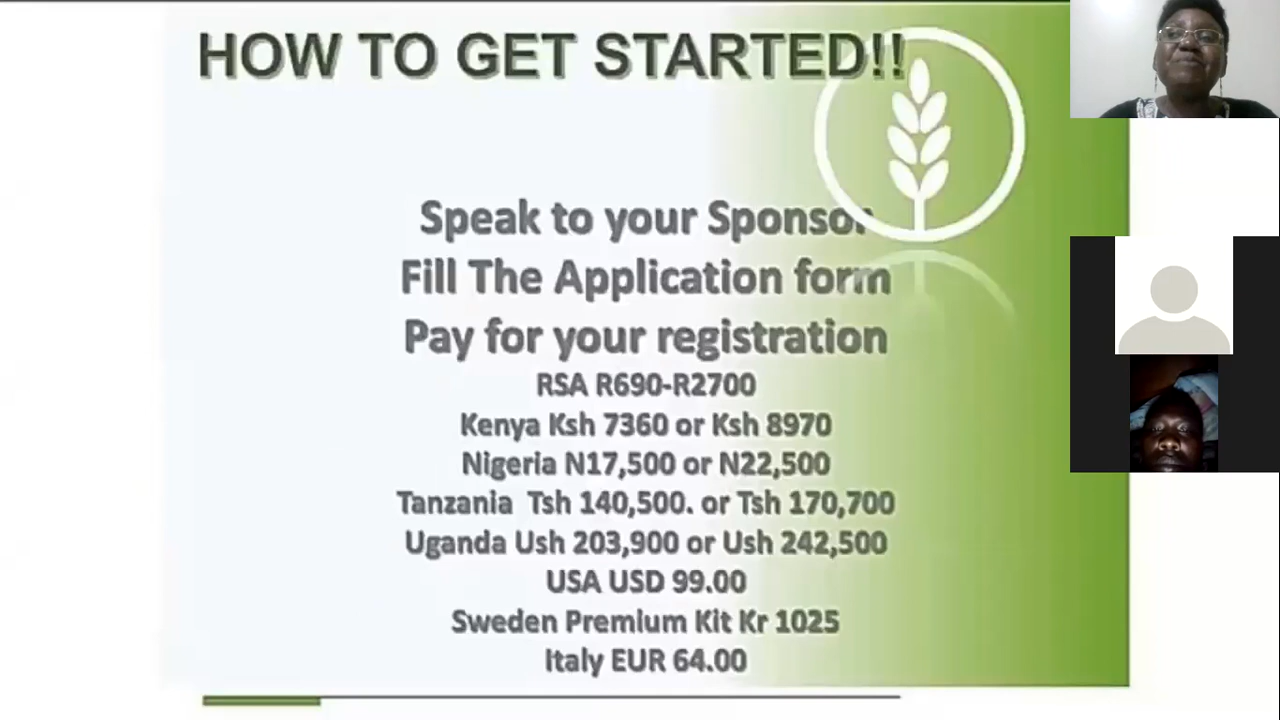 HOW TO GET STARTED!!
Speak to your Sponsor
Fill The Application form
Pay for your registration
RSA R690-R2700
Kenya Ksh 7360 or Ksh 8970
Nigeria N17,500 or N22,500
Tanzania Tsh 140,500. or Tsh 170,700
Uganda Ush 203,900 or Ush 242,500
USA USD 99.00
Sweden Premium Kit Kr 1025
Italy EUR 64.00